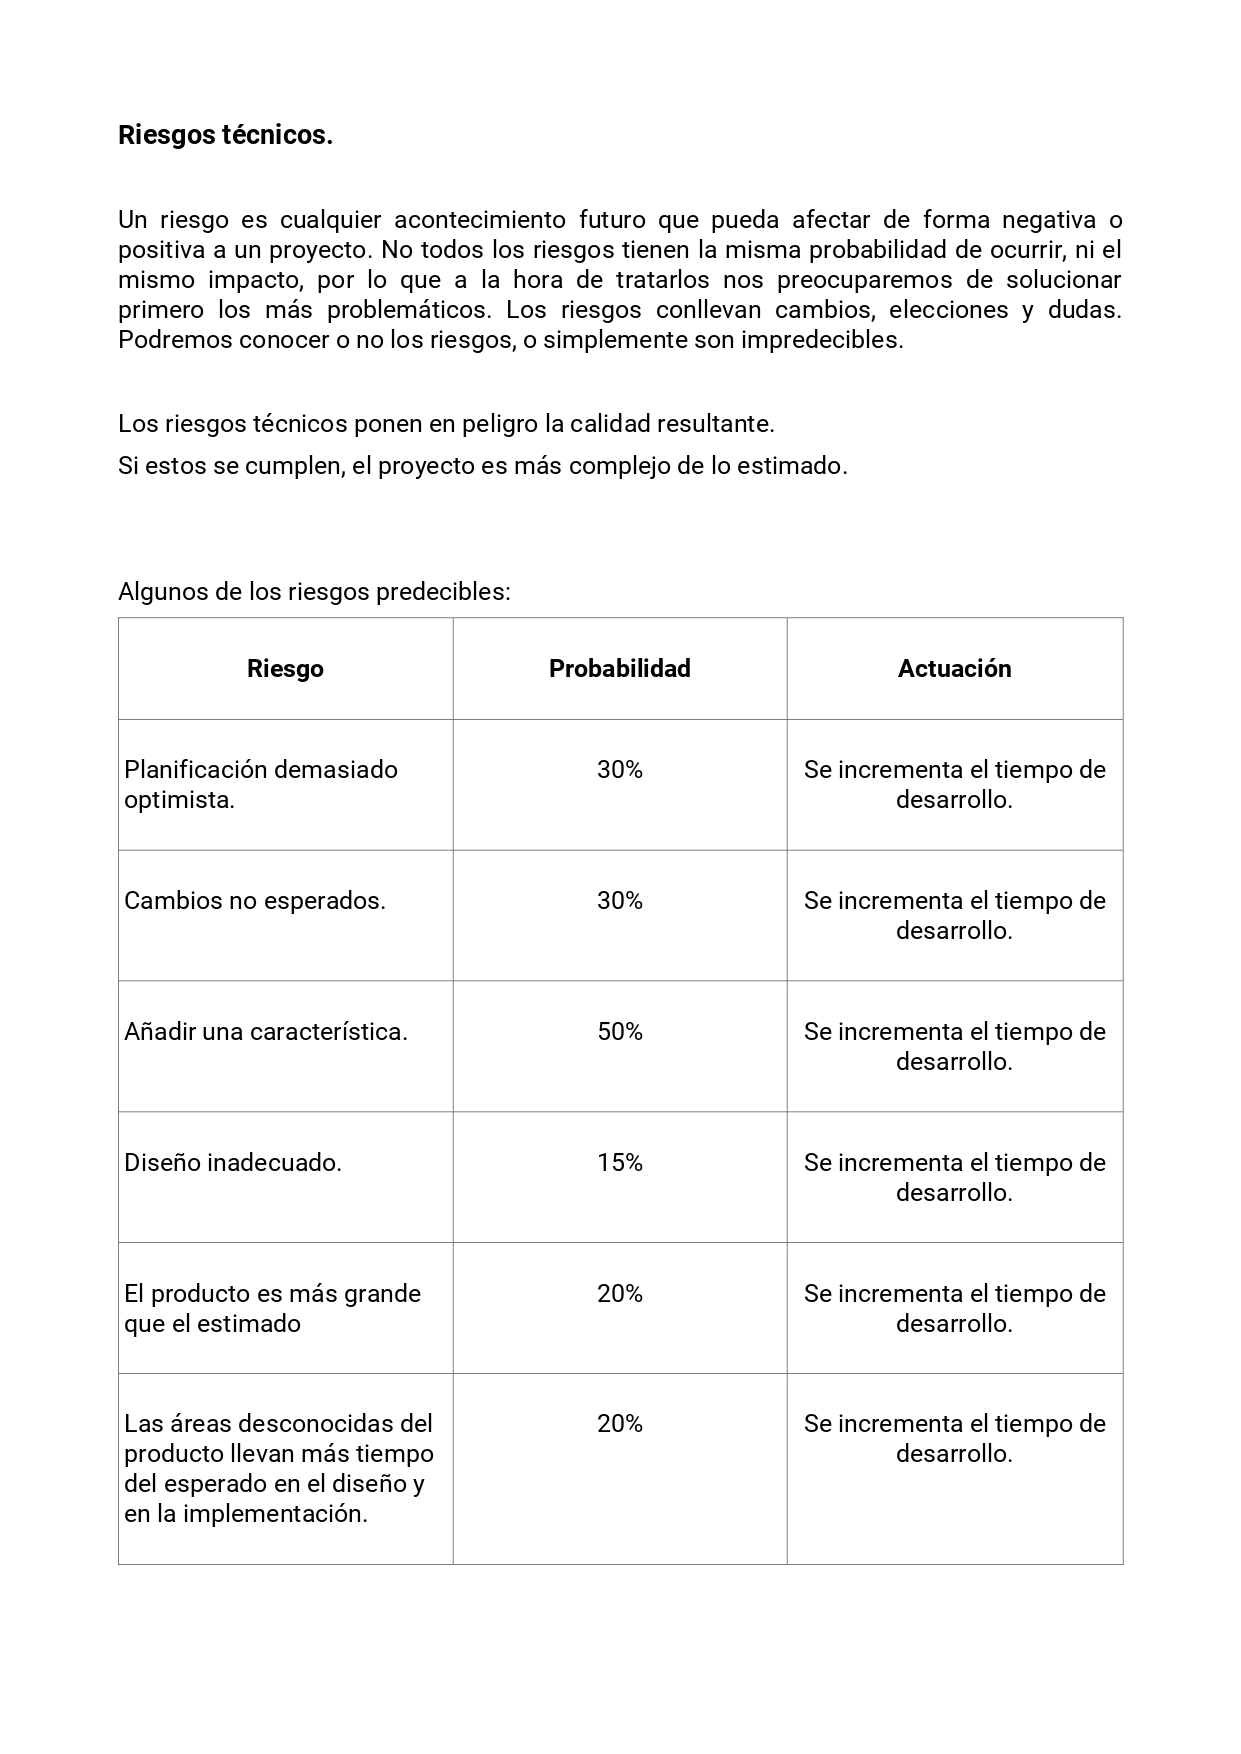 Riesgos técnicos.
Un riesgo es cualquier acontecimiento futuro que pueda afectar de forma negativa o
positiva a un proyecto. No todos los riesgos tienen la misma probabilidad de ocurrir, ni el
mismo impacto, por lo que a la hora de tratarlos nos preocuparemos de solucionar
primero los más problemáticos. Los riesgos conllevan cambios, elecciones y dudas.
Podremos conocer o no los riesgos, o simplemente son impredecibles.
Los riesgos técnicos ponen en peligro la calidad resultante.
Si estos se cumplen, el proyecto es más complejo de lo estimado.
Algunos de los riesgos predecibles:
Riesgo Probabilidad Actuación
Planificación demasiado 30% Se incrementa el tiempo de
optimista. desarrollo.
Cambios no esperados. 30% Se incrementa el tiempo de
desarrollo.
Añadir una característica. 50% Se incrementa el tiempo de
desarrollo.
Diseño inadecuado. 15% Se incrementa el tiempo de
desarrollo.
El producto es más grande 20% Se incrementa el tiempo de
que el estimado desarrollo.
Las áreas desconocidas del 20% Se incrementa el tiempo de
producto llevan más tiempo desarrollo.
del esperado en el diseño y
en la implementación.